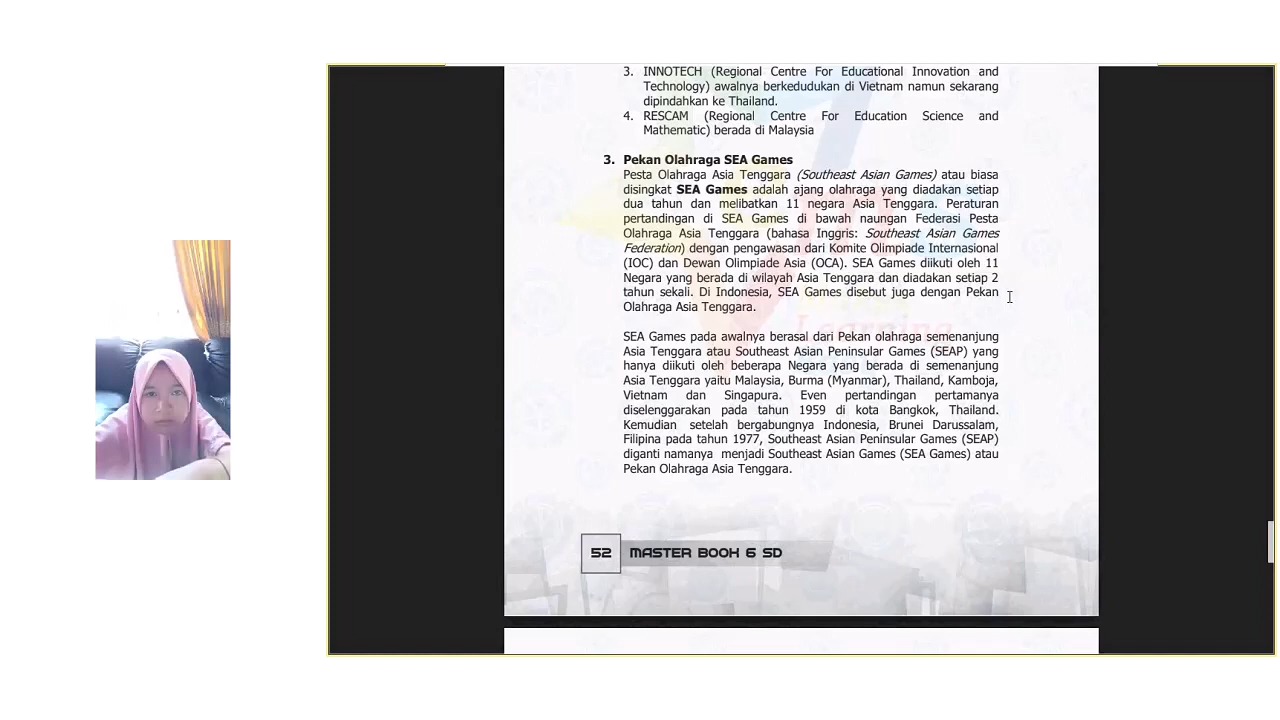 3. INNOTECH (Regional Centre For Educational Innovation and
Technology) awalnya berkedudukan di Vietnam namun sekarang
dipindahkan ke Thailand.
4. RESCAM (Regional Centre For Education Science and
Mathematic) berada di Malaysia
3. Pekan Olahraga SEA Games
Pesta Olahraga Asia Tenggara (Southeast Asian Games) atau biasa
disingkat SEA Games adalah ajang olahraga yang diadakan setiap
dua tahun dan melibatkan 11 negara Asia Tenggara. Peraturan
pertandingan di SEA Games di bawah naungan Federasi Pesta
Olahraga Asia Tenggara (bahasa Inggris: Southeast Asian Games
Federation) dengan pengawasan dari Komite Olimpiade Internasional
(IOC) dan Dewan Olimpiade Asia (OCA). SEA Games diikuti oleh 11
Negara yang berada di wilayah Asia Tenggara dan diadakan setiap 2
tahun sekali. Di Indonesia, SEA Games disebut juga dengan Pekan
Olahraga Asia Tenggara.
Learning
SEA Games pada awalnya berasal dari Pekan olahraga semenanjung
Asia Tenggara atau Southeast Asian Peninsular Games (SEAP) yang
hanya diikuti oleh beberapa Negara yang berada di semenanjung
Asia Tenggara yaitu Malaysia, Burma (Myanmar), Thailand, Kamboja,
Vietnam dan Singapura. Even pertandingan pertamanya
diselenggarakan pada tahun 1959 di kota Bangkok, Thailand.
Kemudian setelah bergabungnya Indonesia, Brunei Darussalam,
Filipina pada tahun 1977, Southeast Asian Peninsular Games (SEAP)
diganti namanya menjadi Southeast Asian Games (SEA Games) atau
Pekan Olahraga Asia Tenggara.
52 MASTER BOOK 6 SD